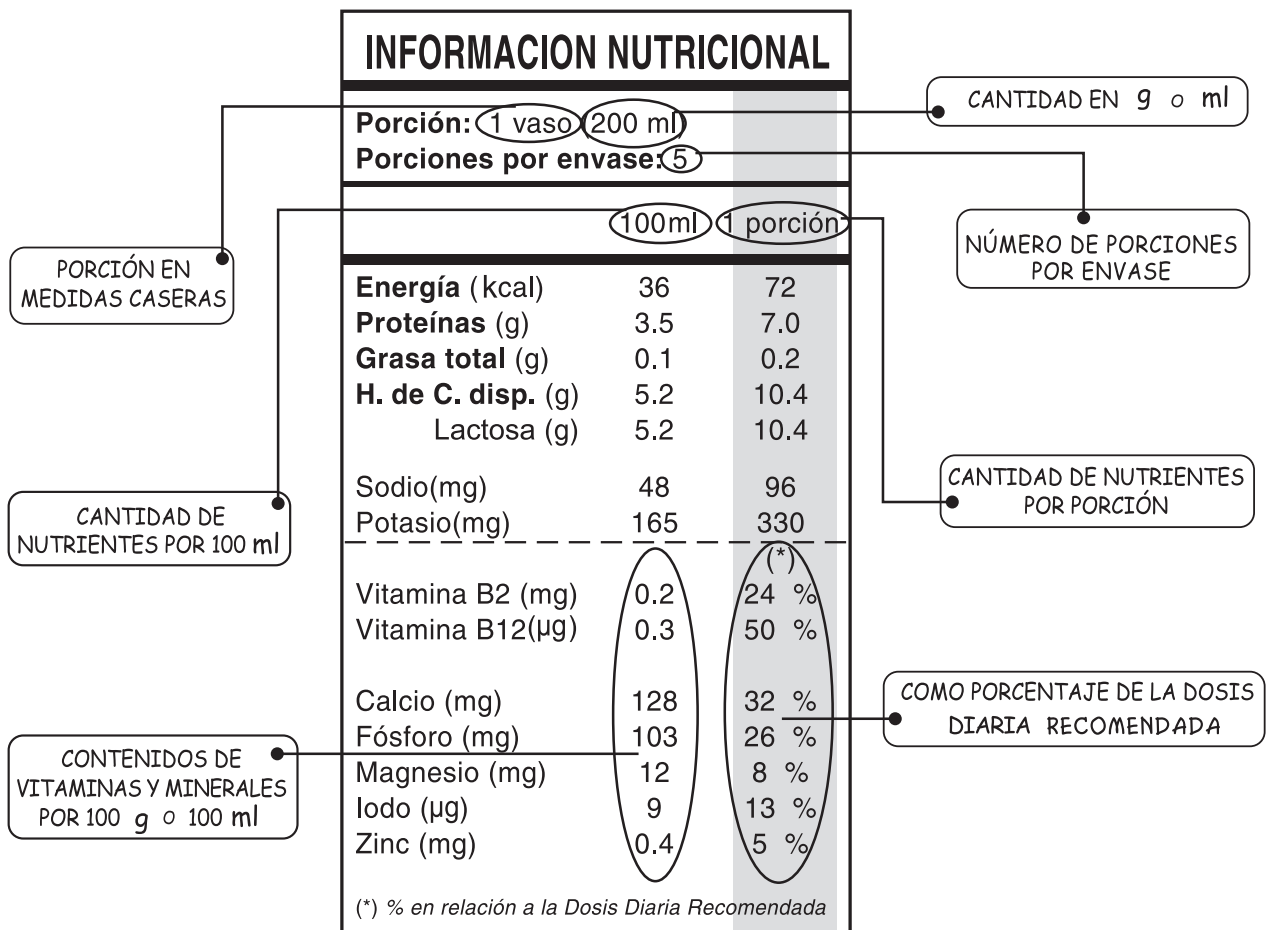 INFORMACION NUTRICIONAL
Porción: 1 vaso (200 ml)
Porciones por envase: 5
100ml 1 porción
Energía (kcal) 36 72
Proteínas (g) 3.5 7.0
Grasa total (g) 0.1 0.2
H. de C. disp. (g) 5.2 10.4
Lactosa (g) 5.2 10.4
Sodio(mg) 48 96
Potasio(mg) 165 330
(*)
Vitamina B2 (mg) 0.2 24 %
Vitamina B12(µg) 0.3 50 %
Calcio (mg) 128 32 %
Fósforo (mg) 103 26 %
Magnesio (mg) 12 8 %
Iodo (µg) 9 13 %
Zinc (mg) 0.4 5 %
(*) % en relación a la Dosis Diaria Recomendada
PORCIÓN EN
MEDIDAS CASERAS
CANTIDAD DE
NUTRIENTES POR 100 ml
CONTENIDOS DE
VITAMINAS Y MINERALES
POR 100 g o 100 ml
CANTIDAD EN g o ml
NÚMERO DE PORCIONES
POR ENVASE
CANTIDAD DE NUTRIENTES
POR PORCIÓN
COMO PORCENTAJE DE LA DOSIS
DIARIA RECOMENDADA